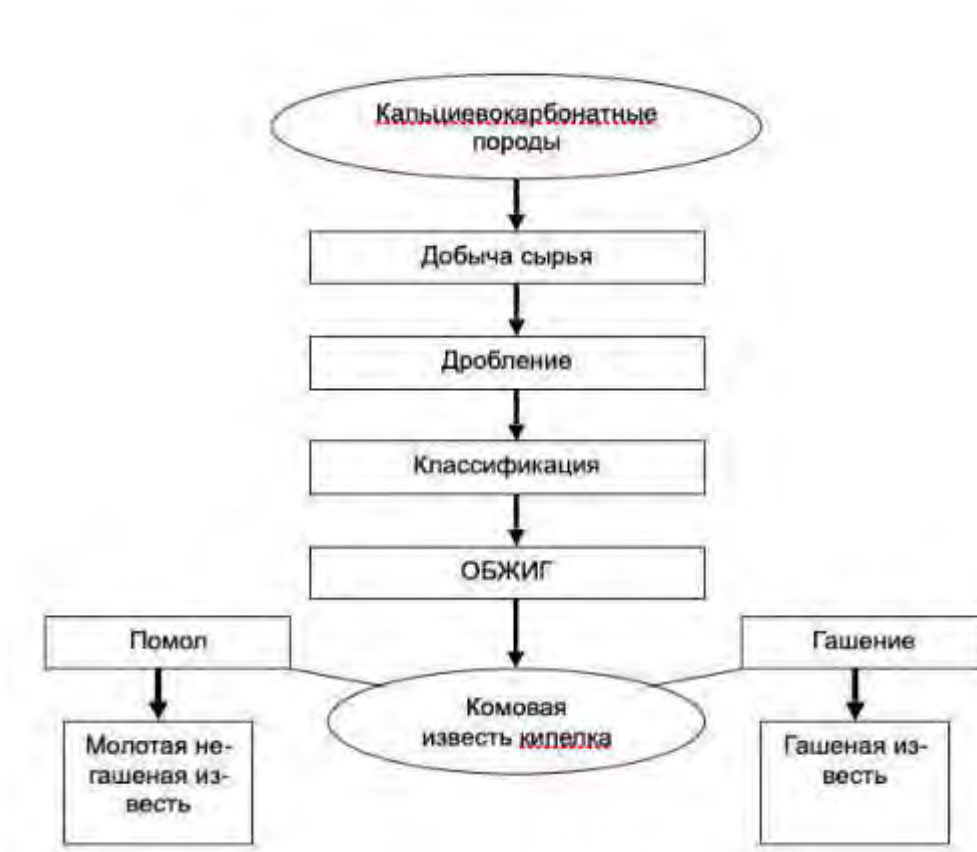 Кальциевокарбонатные
породы
Добыча сырья
Дробление
Классификация
ОБЖИГ
Помол
Гашение
Комовая
известь кипелка
Молотая не-
гашеная из-
весть
Гашеная из-
весть